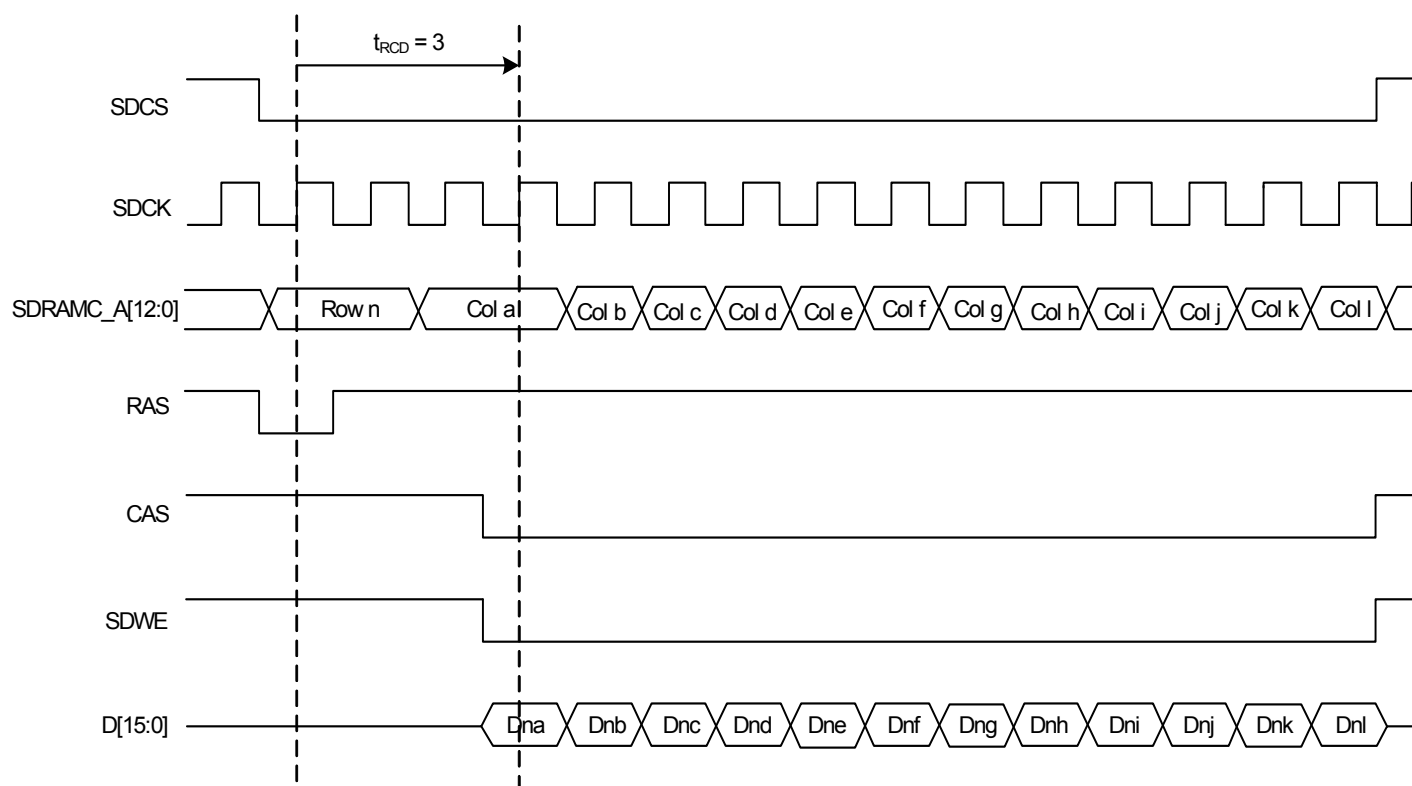 tRCD = 3
SDCS
SDCK
SDRAMC_A[12:0] Row n Col a Col b Col c Col d Col e Col f Col g Col h Col i Col j Col k Col l
RAS
CAS
SDWE
D[15:0] Dna Dnb Dnc Dnd Dne Dnf Dng Dnh Dni Dnj Dnk Dnl